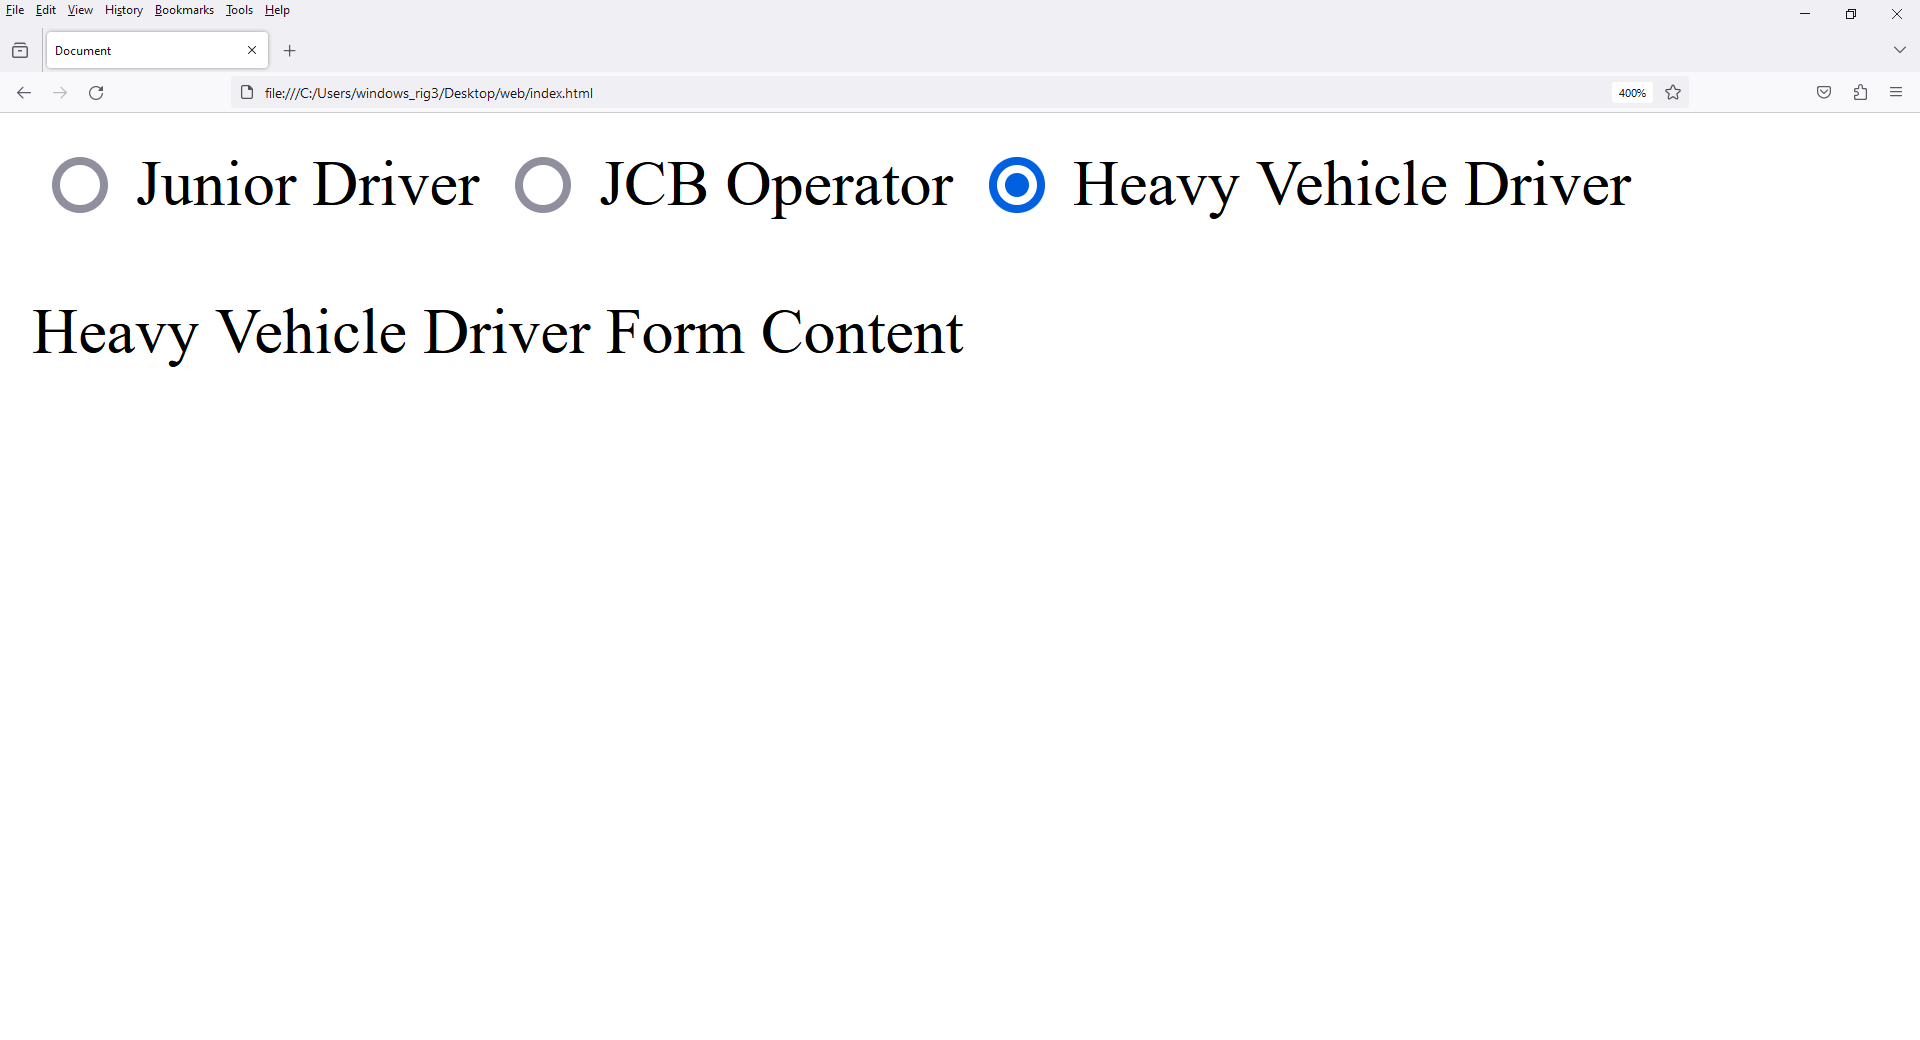 File Edit View History Bookmarks Tools Help
Document
file:///C:/Users/windows_rig3/Desktop/web/index.html 400%
Junior Driver JCB Operator Heavy Vehicle Driver
Heavy Vehicle Driver Form Content